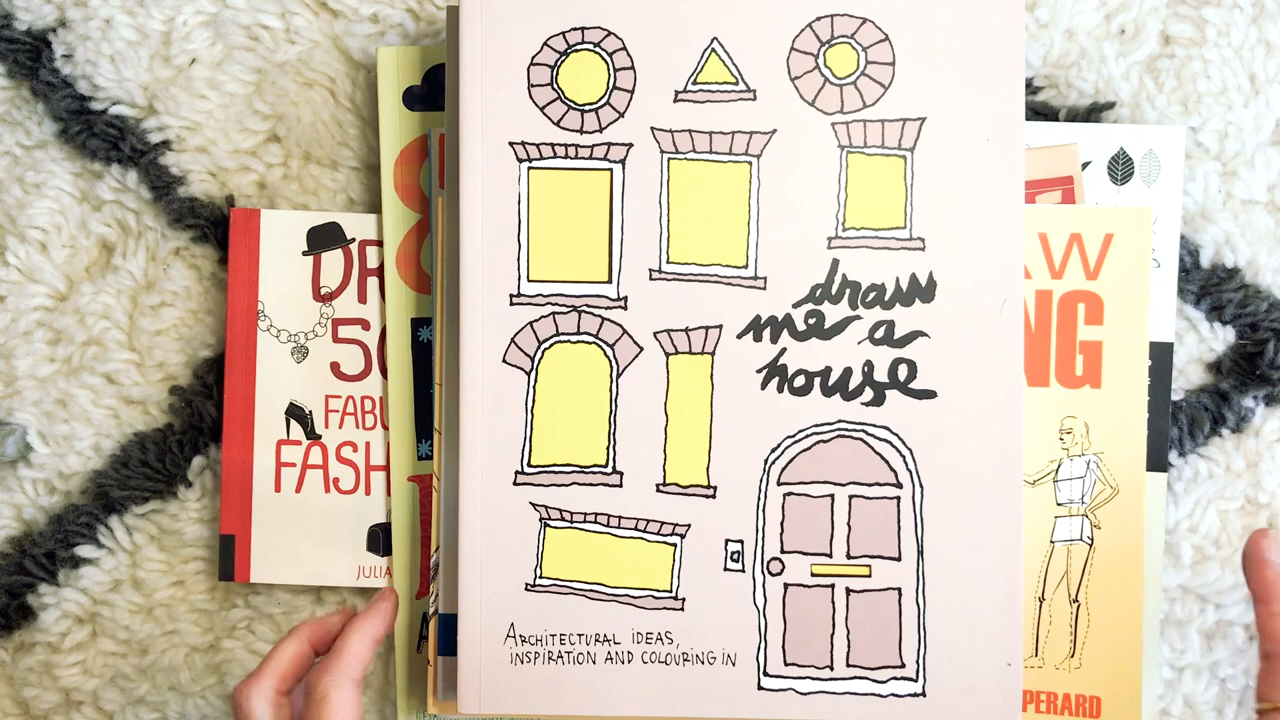 draw
me a
house
ARCHITECTURAL IDEAS,
INSPIRATION AND COLOURING IN
DR
50
FABU
FASH
JULIA
AW
NG
PERARD